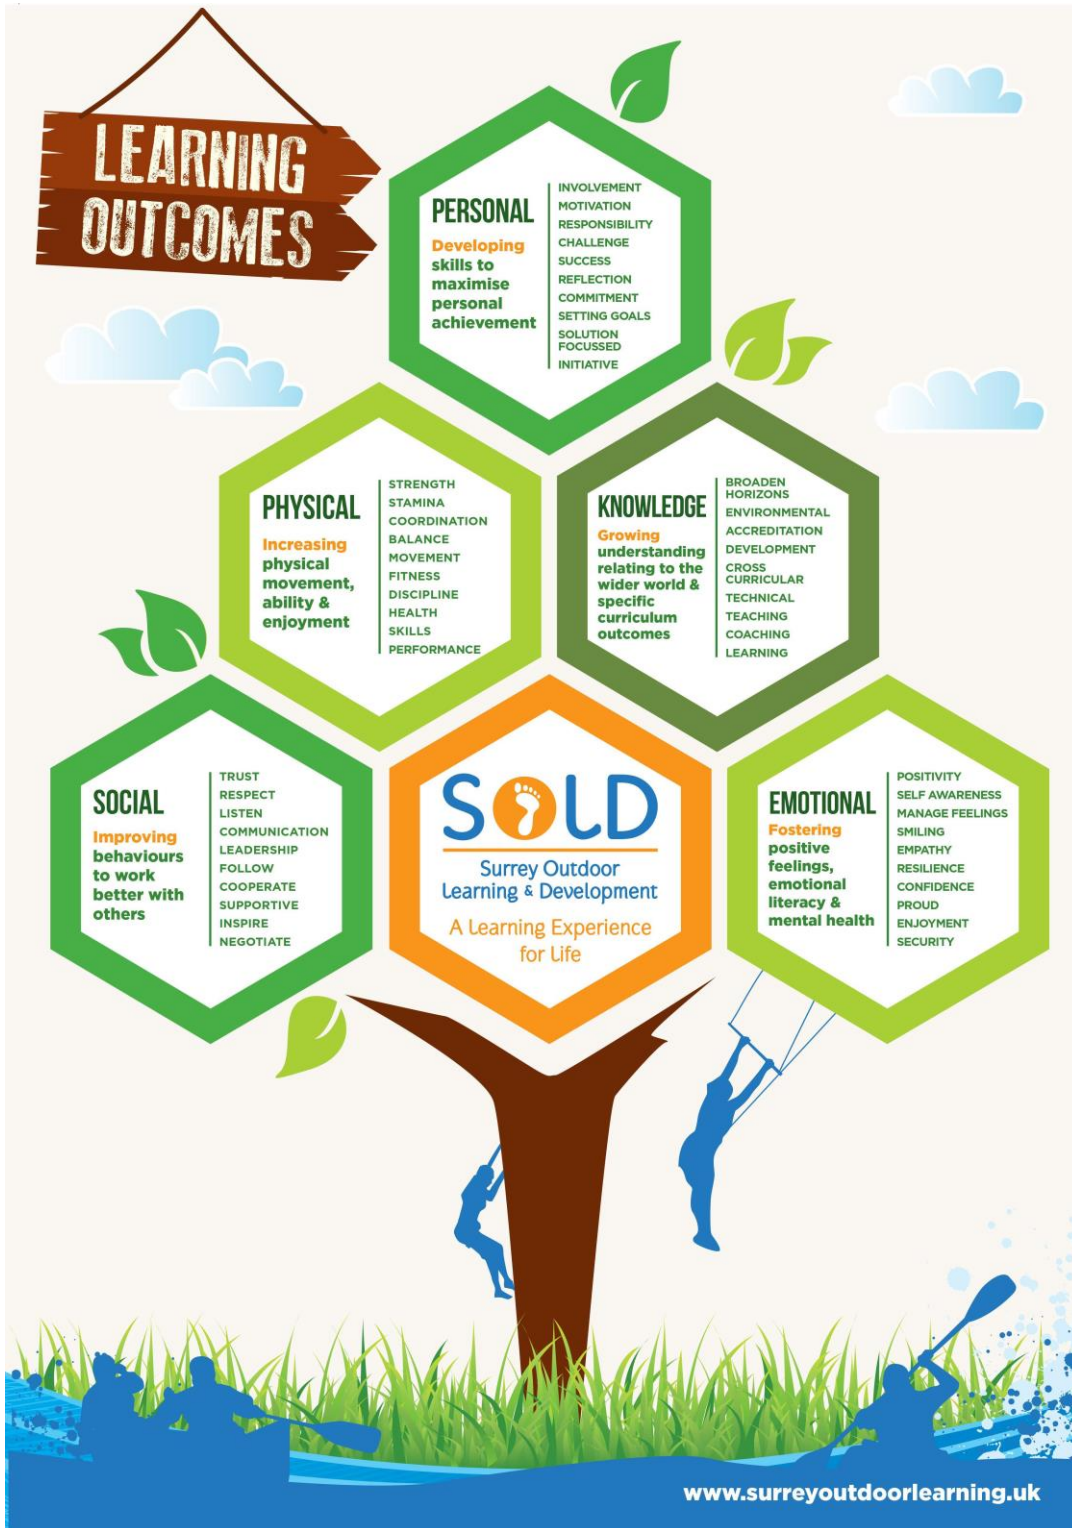 LEARNING
OUTCOMES
PERSONAL
Developing
skills to
maximise
personal
achievement
INVOLVEMENT
MOTIVATION
RESPONSIBILITY
CHALLENGE
SUCCESS
REFLECTION
COMMITMENT
SETTING GOALS
SOLUTION
FOCUSSED
INITIATIVE
PHYSICAL
Increasing
physical
movement,
ability &
enjoyment
STRENGTH
STAMINA
COORDINATION
BALANCE
MOVEMENT
FITNESS
DISCIPLINE
HEALTH
SKILLS
PERFORMANCE
KNOWLEDGE
Growing
understanding
relating to the
wider world &
specific
curriculum
outcomes
BROADEN
HORIZONS
ENVIRONMENTAL
ACCREDITATION
DEVELOPMENT
CROSS
CURRICULAR
TECHNICAL
TEACHING
COACHING
LEARNING
SOCIAL
Improving
behaviours
to work
better with
others
TRUST
RESPECT
LISTEN
COMMUNICATION
LEADERSHIP
FOLLOW
COOPERATE
SUPPORTIVE
INSPIRE
NEGOTIATE
SOLD
Surrey Outdoor
Learning & Development
A Learning Experience
for Life
EMOTIONAL
Fostering
positive
feelings,
emotional
literacy &
mental health
POSITIVITY
SELF AWARENESS
MANAGE FEELINGS
SMILING
EMPATHY
RESILIENCE
CONFIDENCE
PROUD
ENJOYMENT
SECURITY
www.surreyoutdoorlearning.uk